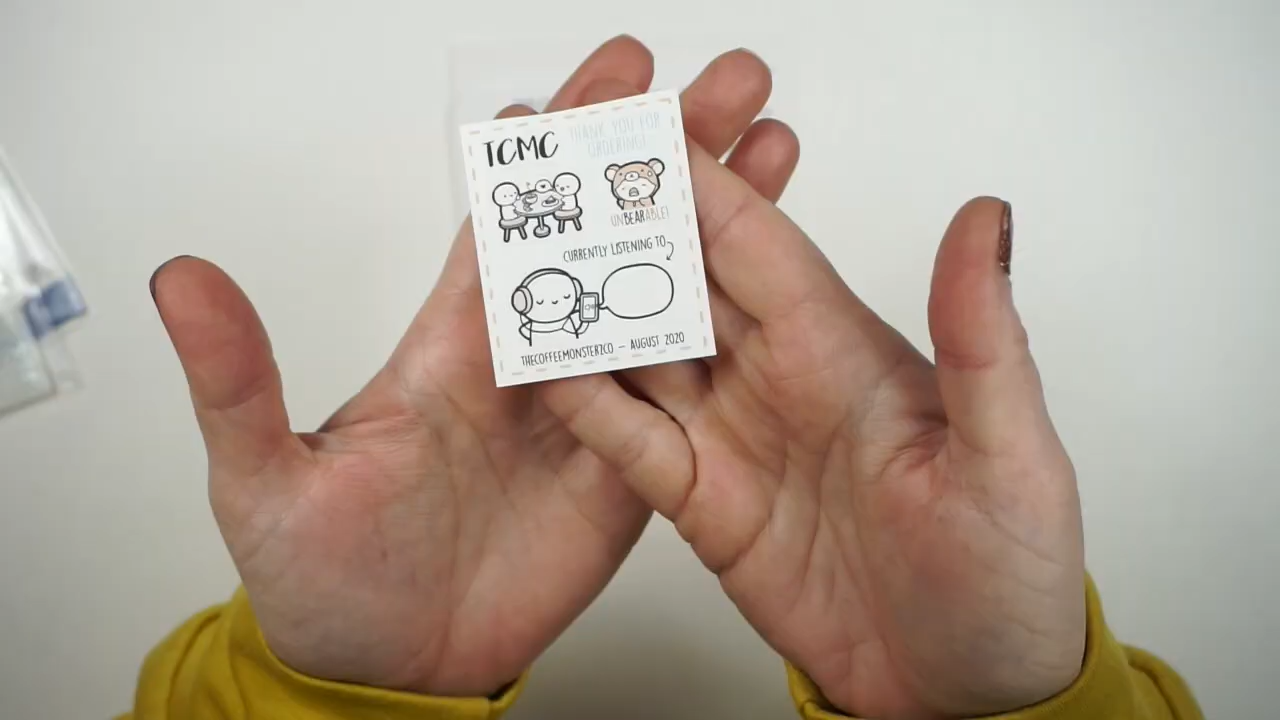 TCMC
THANK YOU FOR
ORDERING!
UNBEARABLE!
CURRENTLY LISTENING TO
THECOFFEEMONSTERZCO — AUGUST 2020